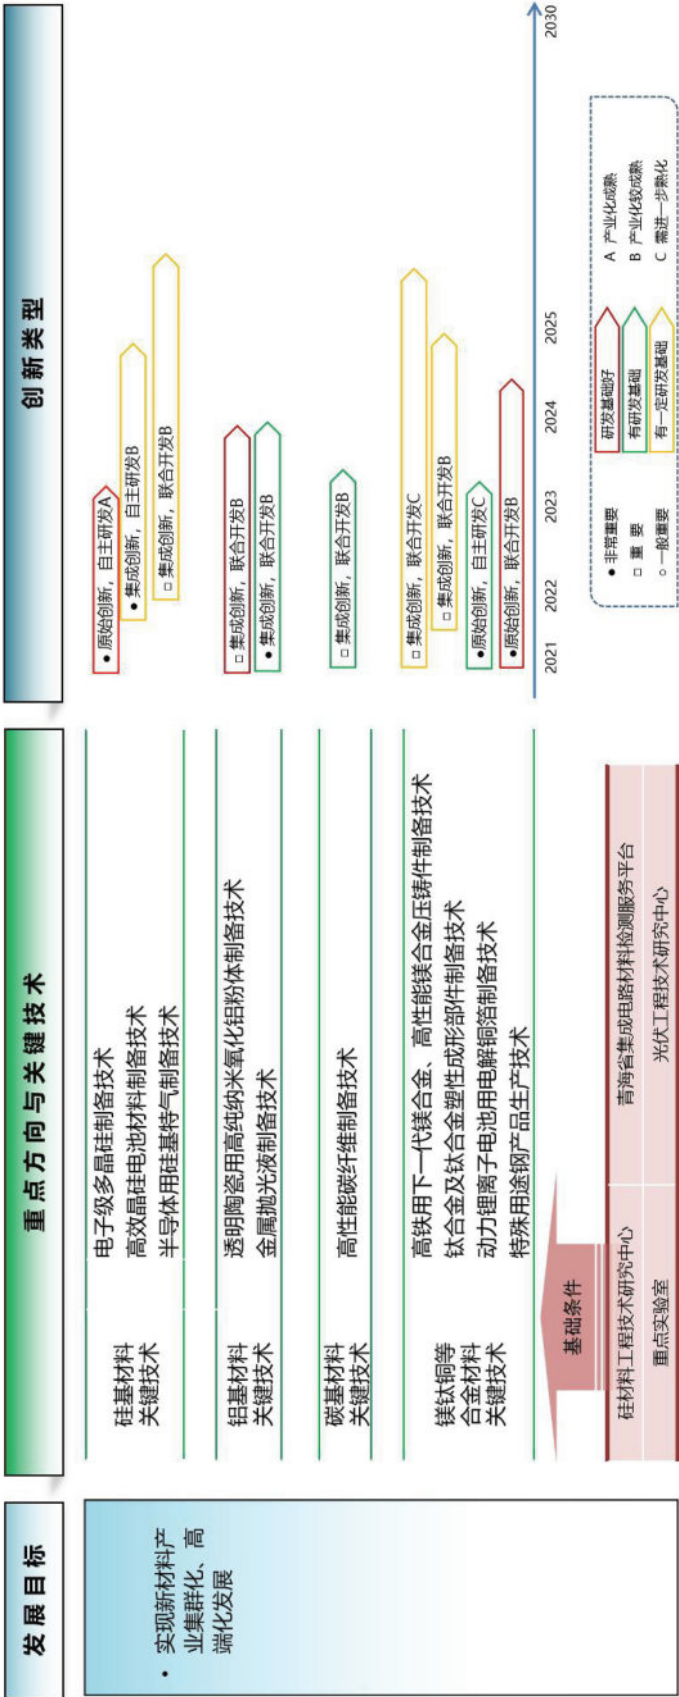 发展目标
重点方向与关键技术
创新类型
• 实现新材料产
业集群化、高
端化发展
硅基材料
关键技术
电子级多晶硅制备技术
高效晶硅电池材料制备技术
半导体用硅基特气制备技术
● 原始创新，自主研发A
● 集成创新，自主研发B
□ 集成创新，联合开发B
铝基材料
关键技术
透明陶瓷用高纯纳米氧化铝粉体制备技术
金属抛光液制备技术
□ 集成创新，联合开发B
● 集成创新，联合开发B
碳基材料
关键技术
高性能碳纤维制备技术
□ 集成创新，联合开发B
镁钛铜等
合金材料
关键技术
高铁用下一代镁合金、高性能镁合金压铸件制备技术
钛合金及钛合金塑性成形部件制备技术
动力锂离子电池用电解铜箔制备技术
特殊用途钢产品生产技术
□ 集成创新，联合开发C
□ 集成创新，联合开发B
●原始创新，自主研发C
●原始创新，联合开发B
2021 2022 2023 2024 2025 2030
基础条件
硅材料工程技术研究中心 青海省集成电路材料检测服务平台
重点实验室 光伏工程技术研究中心
● 非常重要 研发基础好 A 产业化成熟
□ 重 要 有研发基础 B 产业化较成熟
○ 一般重要 有一定研发基础 C 需进一步熟化